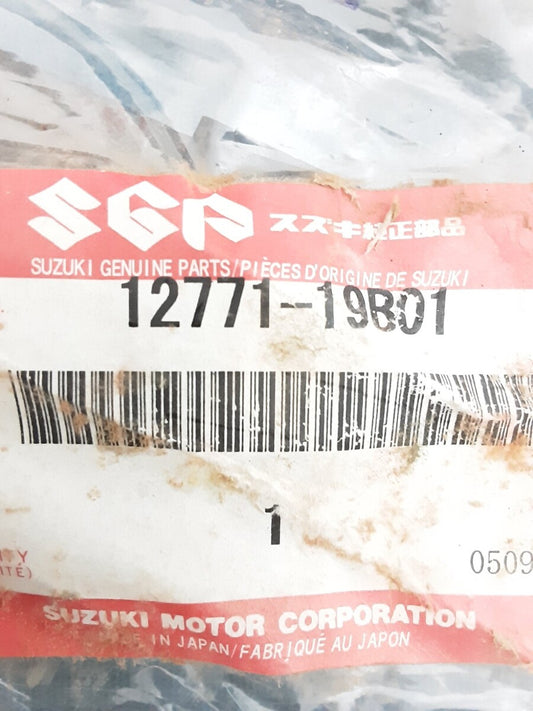 SGP スズキ純正部品
SUZUKI GENUINE PARTS/PIÈCES D'ORIGINE DE SUZUKI
12771-19B01
1
0509
SUZUKI MOTOR CORPORATION
IN JAPAN/FABRIQUÉ AU JAPON